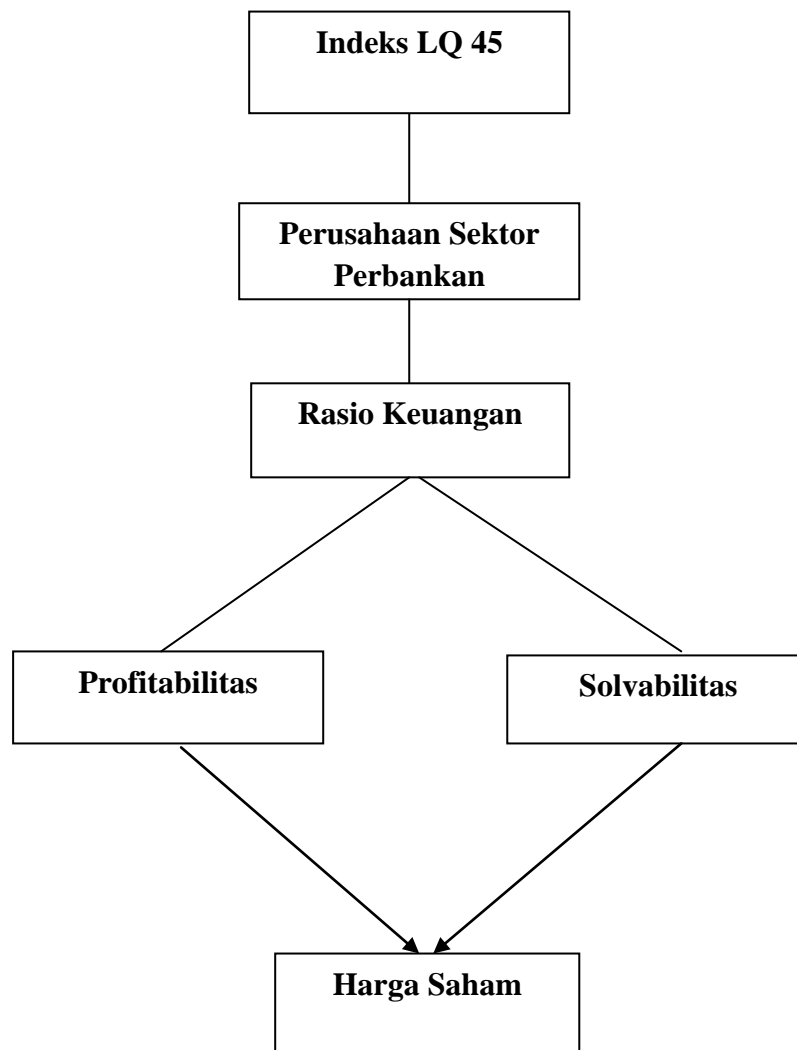 Indeks LQ 45
Perusahaan Sektor
Perbankan
Rasio Keuangan
Profitabilitas
Solvabilitas
Harga Saham